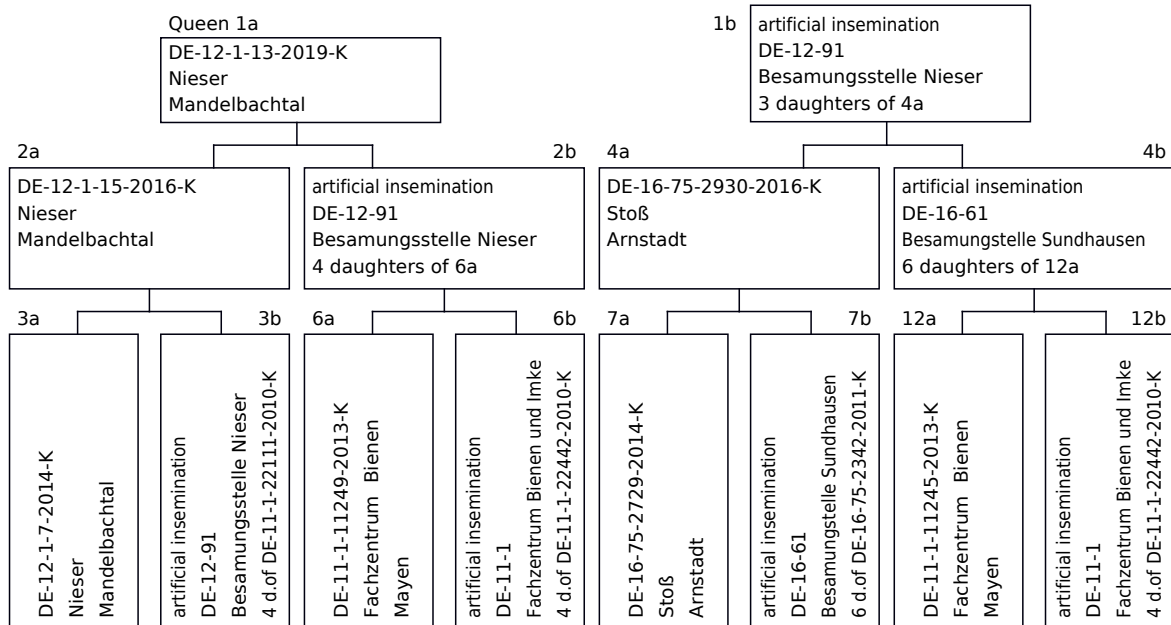 Queen 1a
DE-12-1-13-2019-K
Nieser
Mandelbachtal
1b
artificial insemination
DE-12-91
Besamungsstelle Nieser
3 daughters of 4a
2a
DE-12-1-15-2016-K
Nieser
Mandelbachtal
2b
artificial insemination
DE-12-91
Besamungsstelle Nieser
4 daughters of 6a
4a
DE-16-75-2930-2016-K
Stoß
Arnstadt
4b
artificial insemination
DE-16-61
Besamungstelle Sundhausen
6 daughters of 12a
3a
DE-12-1-7-2014-K
Nieser
Mandelbachtal
3b
artificial insemination
DE-12-91
Besamungsstelle Nieser
4 d.of DE-11-1-22111-2010-K
6a
DE-11-1-11249-2013-K
Fachzentrum Bienen
Mayen
6b
artificial insemination
DE-11-1
Fachzentrum Bienen und Imke
4 d.of DE-11-1-22442-2010-K
7a
DE-16-75-2729-2014-K
Stoß
Arnstadt
7b
artificial insemination
DE-16-61
Besamungstelle Sundhausen
6 d.of DE-16-75-2342-2011-K
12a
DE-11-1-11245-2013-K
Fachzentrum Bienen
Mayen
12b
artificial insemination
DE-11-1
Fachzentrum Bienen und Imke
4 d.of DE-11-1-22442-2010-K